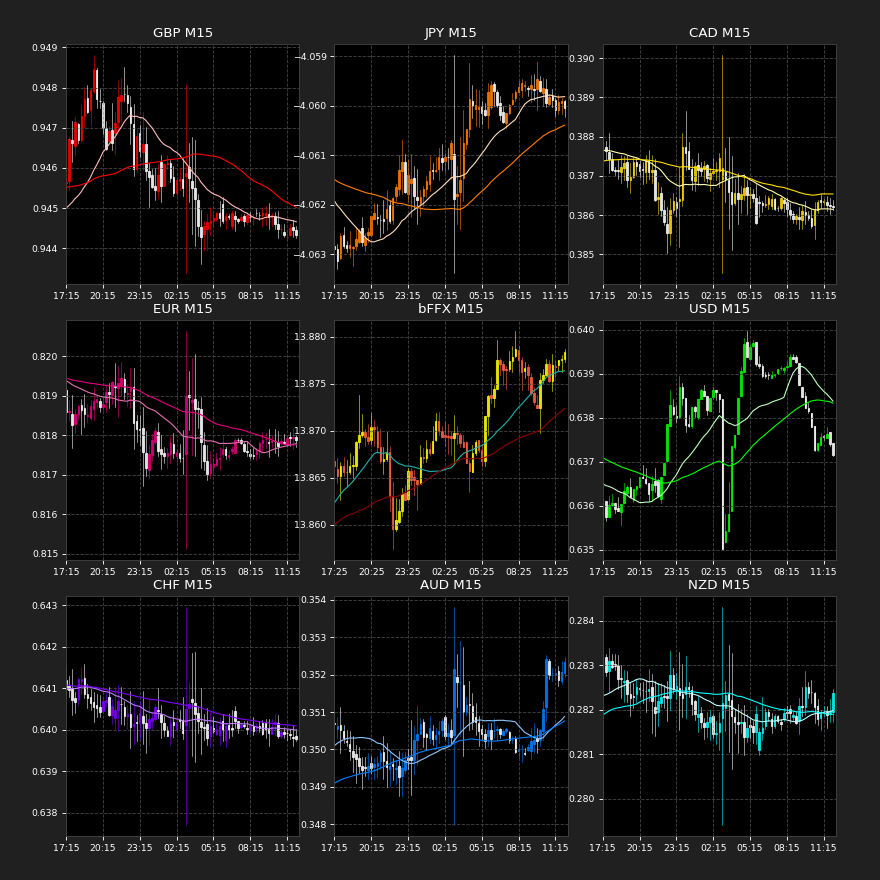 GBP M15
0.949
0.948
0.947
0.946
0.945
0.944
17:15 20:15 23:15 02:15 05:15 08:15 11:15
JPY M15
−4.059
−4.060
−4.061
−4.062
−4.063
17:15 20:15 23:15 02:15 05:15 08:15 11:15
CAD M15
0.390
0.389
0.388
0.387
0.386
0.385
17:15 20:15 23:15 02:15 05:15 08:15 11:15
EUR M15
0.820
0.819
0.818
0.817
0.816
0.815
17:15 20:15 23:15 02:15 05:15 08:15 11:15
bFFX M15
13.880
13.875
13.870
13.865
13.860
17:25 20:25 23:25 02:25 05:25 08:25 11:25
USD M15
0.640
0.639
0.638
0.637
0.636
0.635
17:15 20:15 23:15 02:15 05:15 08:15 11:15
CHF M15
0.643
0.642
0.641
0.640
0.639
0.638
17:15 20:15 23:15 02:15 05:15 08:15 11:15
AUD M15
0.354
0.353
0.352
0.351
0.350
0.349
0.348
17:15 20:15 23:15 02:15 05:15 08:15 11:15
NZD M15
0.284
0.283
0.282
0.281
0.280
17:15 20:15 23:15 02:15 05:15 08:15 11:15